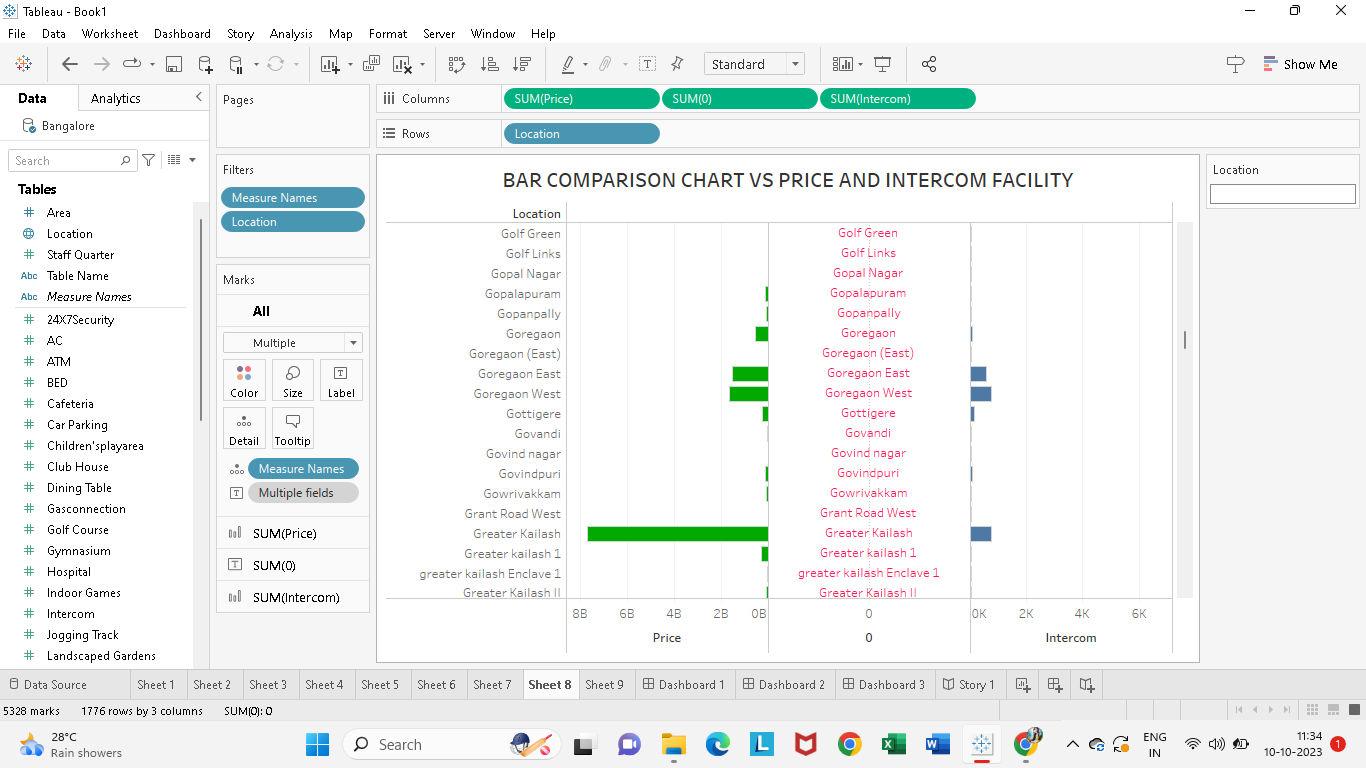 Tableau - Book1
File Data Worksheet Dashboard Story Analysis Map Format Server Window Help
Standard
Show Me
Data Analytics
Bangalore
Search
Tables
Area
Location
Staff Quarter
Abc Table Name
Abc Measure Names
24X7Security
AC
ATM
BED
Cafeteria
Car Parking
Children'splayarea
Club House
Dining Table
Gasconnection
Golf Course
Gymnasium
Hospital
Indoor Games
Intercom
Jogging Track
Landscaped Gardens
Pages
Filters
Measure Names
Location
Marks
All
Multiple
Color Size Label
Detail Tooltip
Measure Names
Multiple fields
SUM(Price)
SUM(0)
SUM(Intercom)
Columns SUM(Price) SUM(0) SUM(Intercom)
Rows Location
BAR COMPARISON CHART VS PRICE AND INTERCOM FACILITY
Location
Golf Green Golf Green
Golf Links Golf Links
Gopal Nagar Gopal Nagar
Gopalapuram Gopalapuram
Gopanpally Gopanpally
Goregaon Goregaon
Goregaon (East) Goregaon (East)
Goregaon East Goregaon East
Goregaon West Goregaon West
Gottigere Gottigere
Govandi Govandi
Govind nagar Govind nagar
Govindpuri Govindpuri
Gowrivakkam Gowrivakkam
Grant Road West Grant Road West
Greater Kailash Greater Kailash
Greater kailash 1 Greater kailash 1
greater kailash Enclave 1 greater kailash Enclave 1
Greater Kailash II Greater Kailash II
8B 6B 4B 2B 0B 0 0K 2K 4K 6K
Price 0 Intercom
Location
Data Source Sheet 1 Sheet 2 Sheet 3 Sheet 4 Sheet 5 Sheet 6 Sheet 7 Sheet 8 Sheet 9 Dashboard 1 Dashboard 2 Dashboard 3 Story 1
5328 marks 1776 rows by 3 columns SUM(0): 0
28°C
Rain showers
Search
ENG
IN
11:34
10-10-2023
1